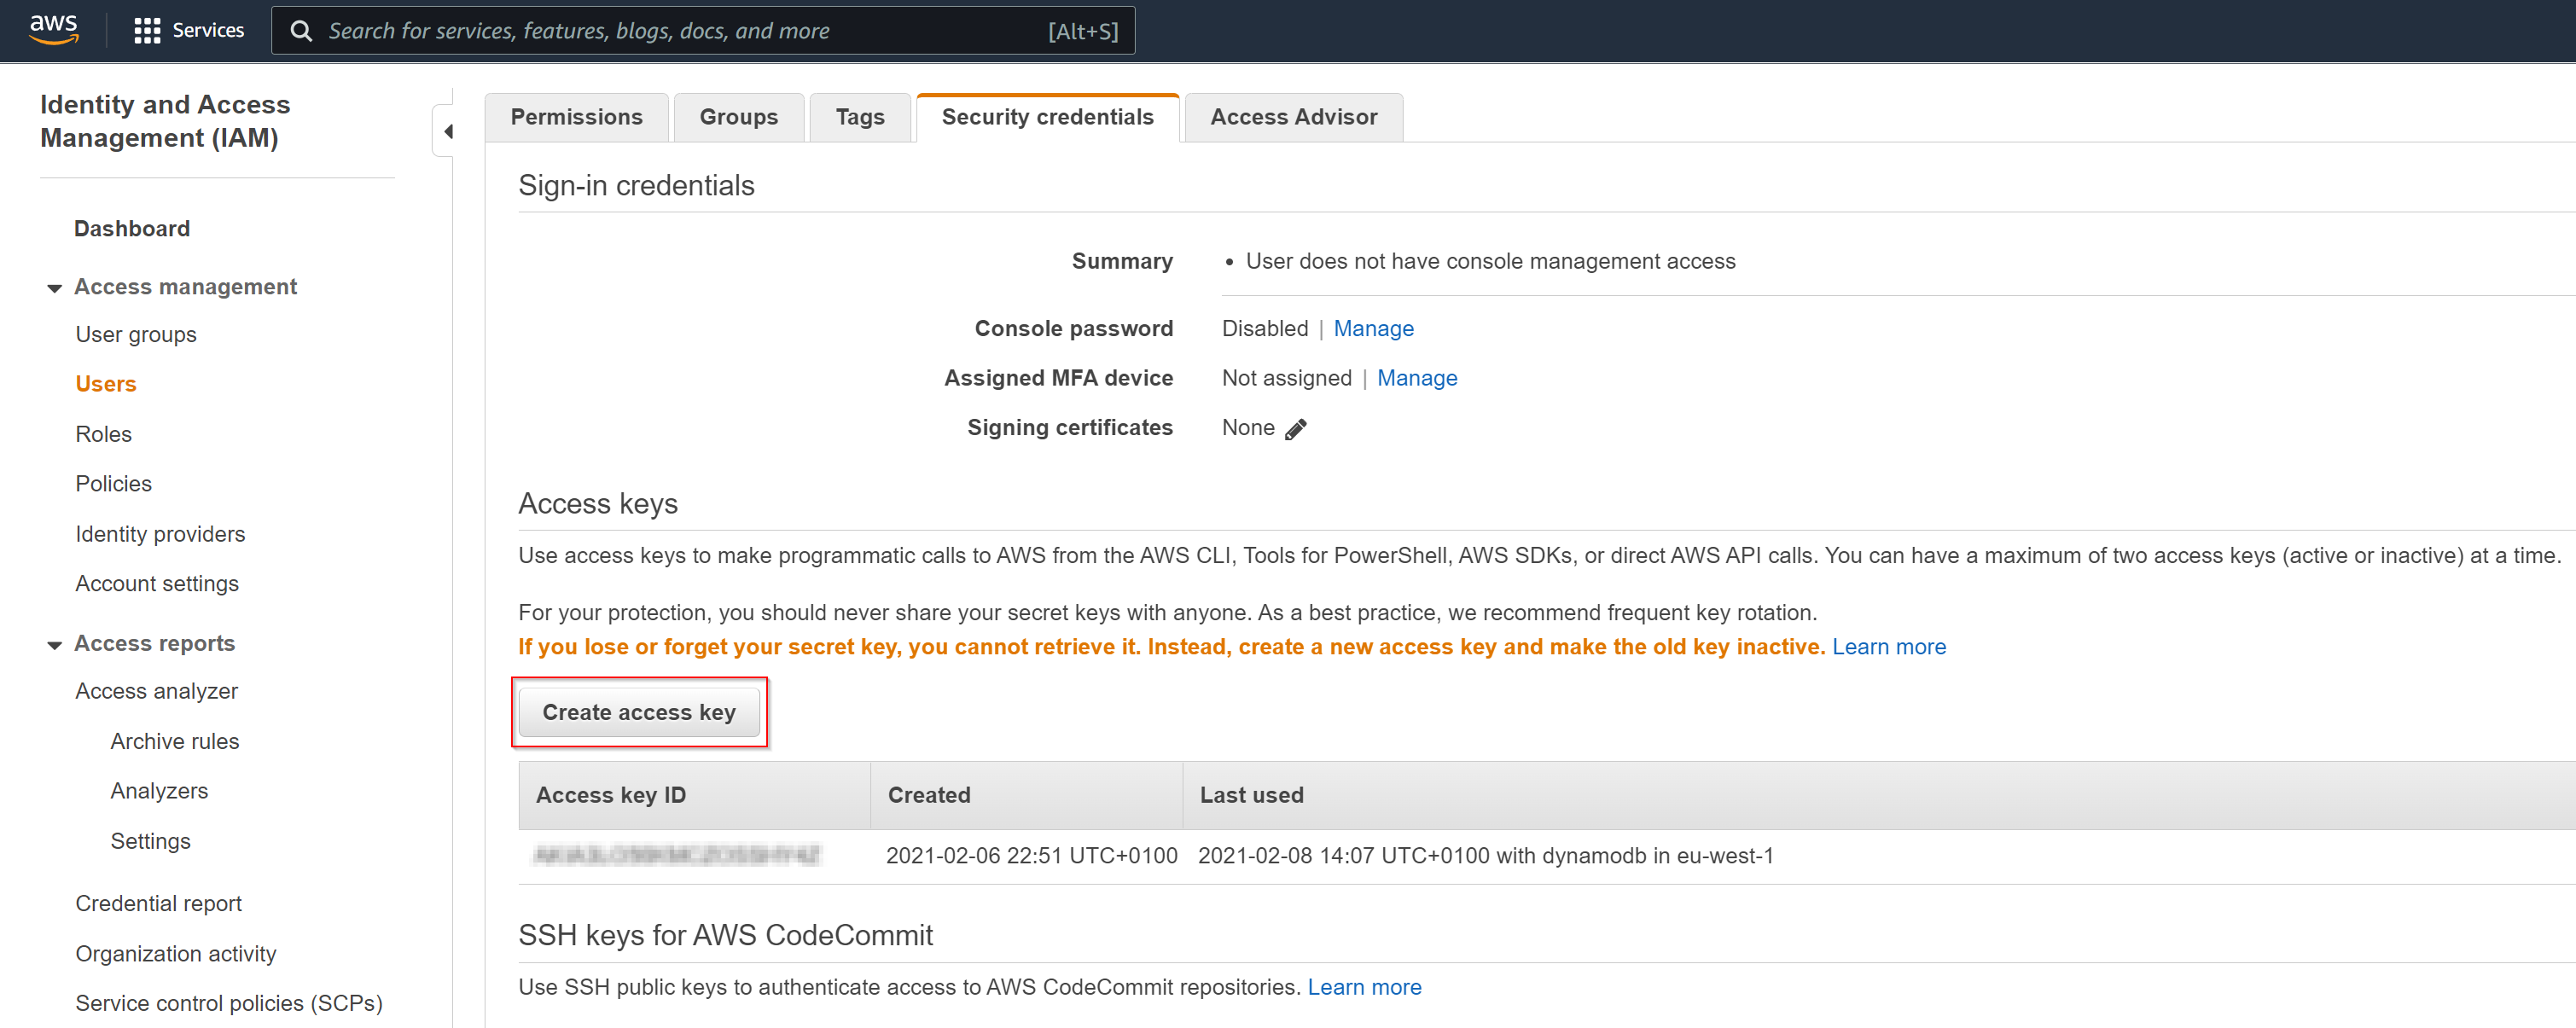 aws
Services
Search for services, features, blogs, docs, and more [Alt+S]
Identity and Access
Management (IAM)
Dashboard
Access management
User groups
Users
Roles
Policies
Identity providers
Account settings
Access reports
Access analyzer
Archive rules
Analyzers
Settings
Credential report
Organization activity
Service control policies (SCPs)
Permissions Groups Tags Security credentials Access Advisor
Sign-in credentials
Summary • User does not have console management access
Console password Disabled | Manage
Assigned MFA device Not assigned | Manage
Signing certificates None
Access keys
Use access keys to make programmatic calls to AWS from the AWS CLI, Tools for PowerShell, AWS SDKs, or direct AWS API calls. You can have a maximum of two access keys (active or inactive) at a time.
For your protection, you should never share your secret keys with anyone. As a best practice, we recommend frequent key rotation.
If you lose or forget your secret key, you cannot retrieve it. Instead, create a new access key and make the old key inactive. Learn more
Create access key
Access key ID Created Last used
2021-02-06 22:51 UTC+0100 2021-02-08 14:07 UTC+0100 with dynamodb in eu-west-1
SSH keys for AWS CodeCommit
Use SSH public keys to authenticate access to AWS CodeCommit repositories. Learn more